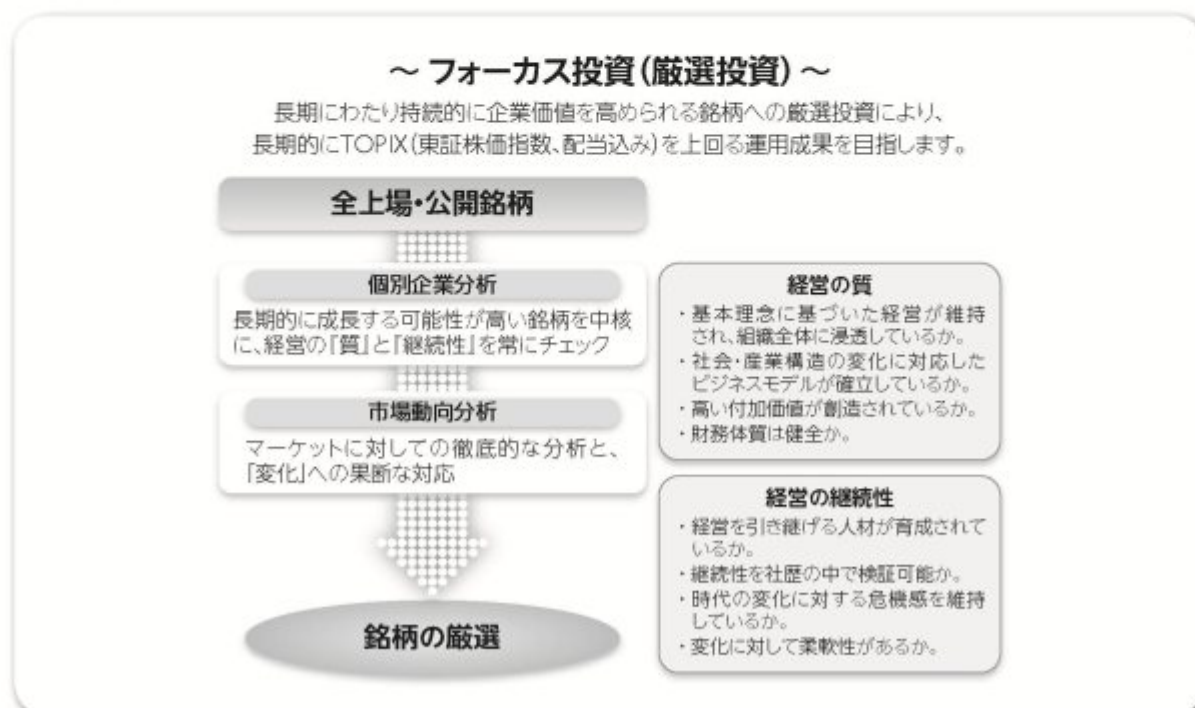 ～ フォーカス投資（厳選投資）～
長期にわたり持続的に企業価値を高められる銘柄への厳選投資により、
長期的にTOPIX（東証株価指数、配当込み）を上回る運用成果を目指します。
全上場・公開銘柄
個別企業分析
長期的に成長する可能性が高い銘柄を中核
に、経営の『質』と『継続性』を常にチェック
市場動向分析
マーケットに対しての徹底的な分析と、
「変化」への果断な対応
銘柄の厳選
経営の質
・基本理念に基づいた経営が維持
され、組織全体に浸透しているか。
・社会・産業構造の変化に対応した
ビジネスモデルが確立しているか。
・高い付加価値が創造されているか。
・財務体質は健全か。
経営の継続性
・経営を引き継げる人材が育成されて
いるか。
・継続性を社歴の中で検証可能か。
・時代の変化に対する危機感を維持
しているか。
・変化に対して柔軟性があるか。